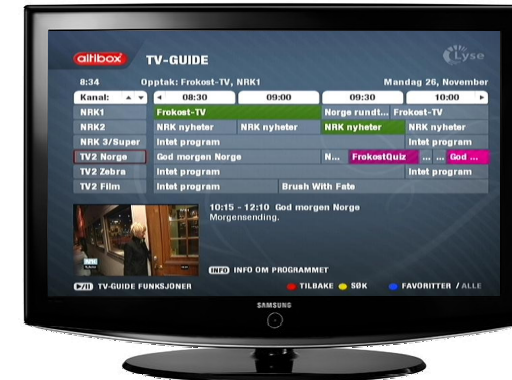 altibox TV-GUIDE Lyse
8:34 Opptak: Frokost-TV, NRK1 Mandag 26, November
Kanal: 08:30 09:00 09:30 10:00
NRK1 Frokost-TV Norge rundt... Frokost-TV
NRK2 NRK nyheter NRK nyheter NRK nyheter NRK nyheter
NRK 3/Super Intet program Intet program
TV2 Norge God morgen Norge N... FrokostQuiz ... ... God ...
TV2 Zebra Intet program Intet program
TV2 Film Intet program Brush With Fate
10:15 - 12:10 God morgen Norge
Morgensending.
INFO INFO OM PROGRAMMET
TV-GUIDE FUNKSJONER TILBAKE SØK FAVORITTER / ALLE
SAMSUNG